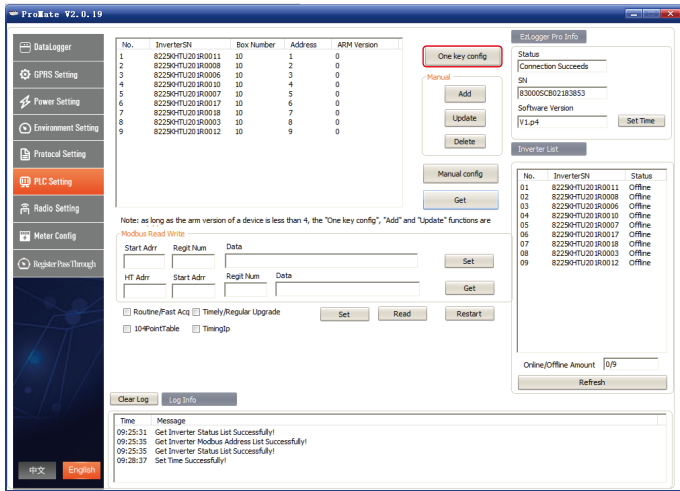 ProMate V2.0.19
DataLogger
GPRS Setting
Power Setting
Environment Setting
Protocol Setting
PLC Setting
Radio Setting
Meter Config
Register Pass Through
中文
English
No. InverterSN Box Number Address ARM Version
1 8225KHTU201R0011 10 1 0
2 8225KHTU201R0008 10 2 0
3 8225KHTU201R0006 10 3 0
4 8225KHTU201R0010 10 4 0
5 8225KHTU201R0007 10 5 0
6 8225KHTU201R0017 10 6 0
7 8225KHTU201R0018 10 7 0
8 8225KHTU201R0003 10 8 0
9 8225KHTU201R0012 10 9 0
One key config
Manual
Add
Update
Delete
Manual config
Get
Note: as long as the arm version of a device is less than 4, the "One key config", "Add" and "Update" functions are
Modbus Read Write
Start Adrr Regit Num Data
Set
HT Adrr Start Adrr Regit Num Data
Get
Routine/Fast Acq Timely/Regular Upgrade
104PointTable TimingIp
Set Read Restart
EzLogger Pro Info
Status
Connection Succeeds
SN
83000SCB02183853
Software Version
V1.p4 Set Time
Inverter List
No. InverterSN Status
01 8225KHTU201R0011 Offline
02 8225KHTU201R0008 Offline
03 8225KHTU201R0006 Offline
04 8225KHTU201R0010 Offline
05 8225KHTU201R0007 Offline
06 8225KHTU201R0017 Offline
07 8225KHTU201R0018 Offline
08 8225KHTU201R0003 Offline
09 8225KHTU201R0012 Offline
Online/Offline Amount 0/9
Refresh
Clear Log Log Info
Time Message
09:25:31 Get Inverter Status List Successfully!
09:25:35 Get Inverter Modbus Address List Successfully!
09:25:35 Get Inverter Status List Successfully!
09:28:37 Set Time Successfully!